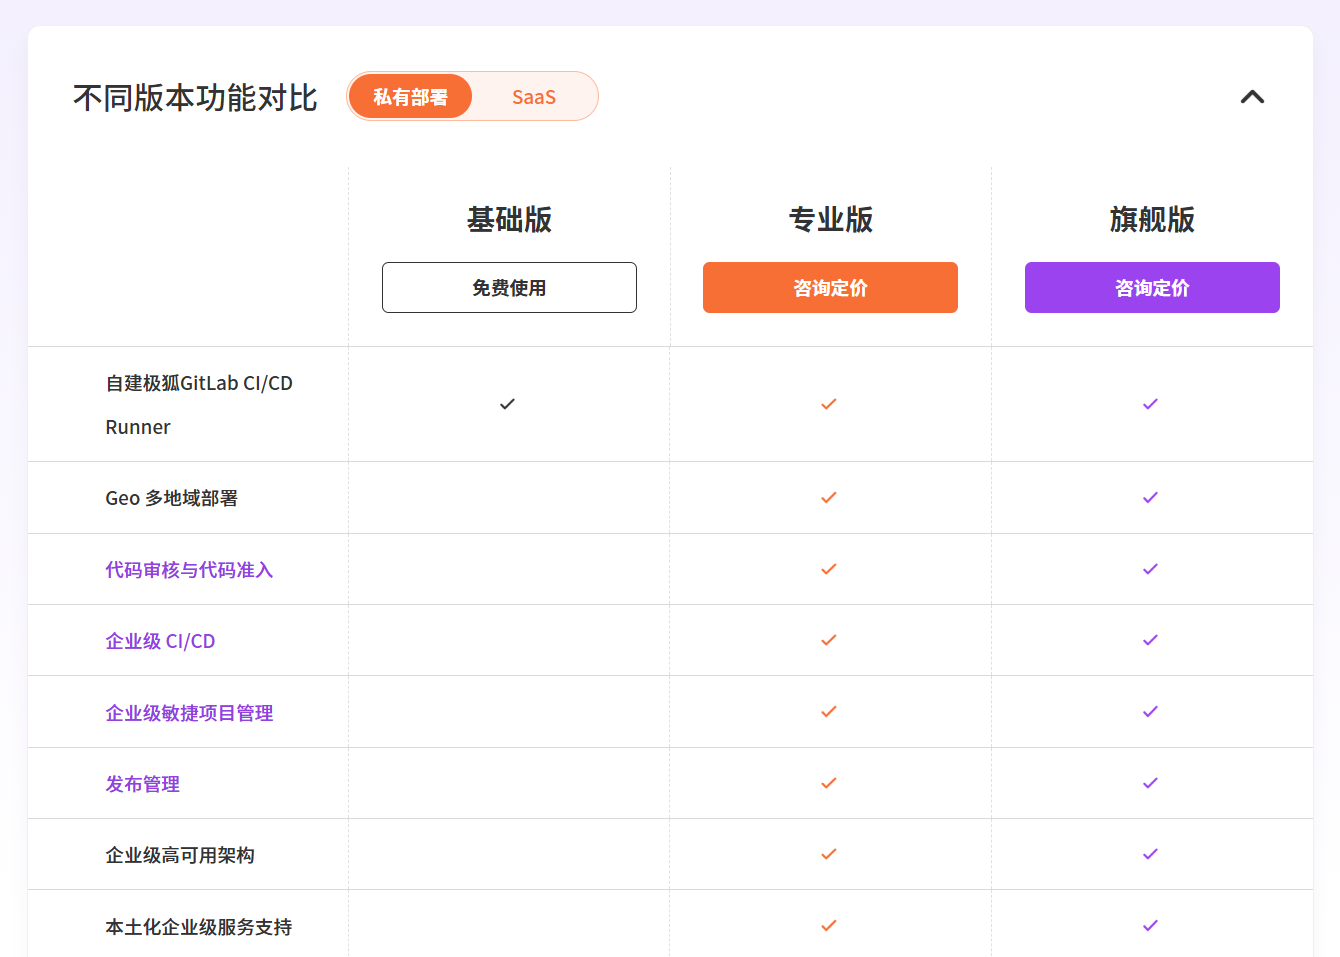 不同版本功能对比
私有部署
SaaS
基础版
专业版
旗舰版
免费使用
咨询定价
咨询定价
自建极狐GitLab CI/CD
Runner
Geo 多地域部署
代码审核与代码准入
企业级 CI/CD
企业级敏捷项目管理
发布管理
企业级高可用架构
本土化企业级服务支持